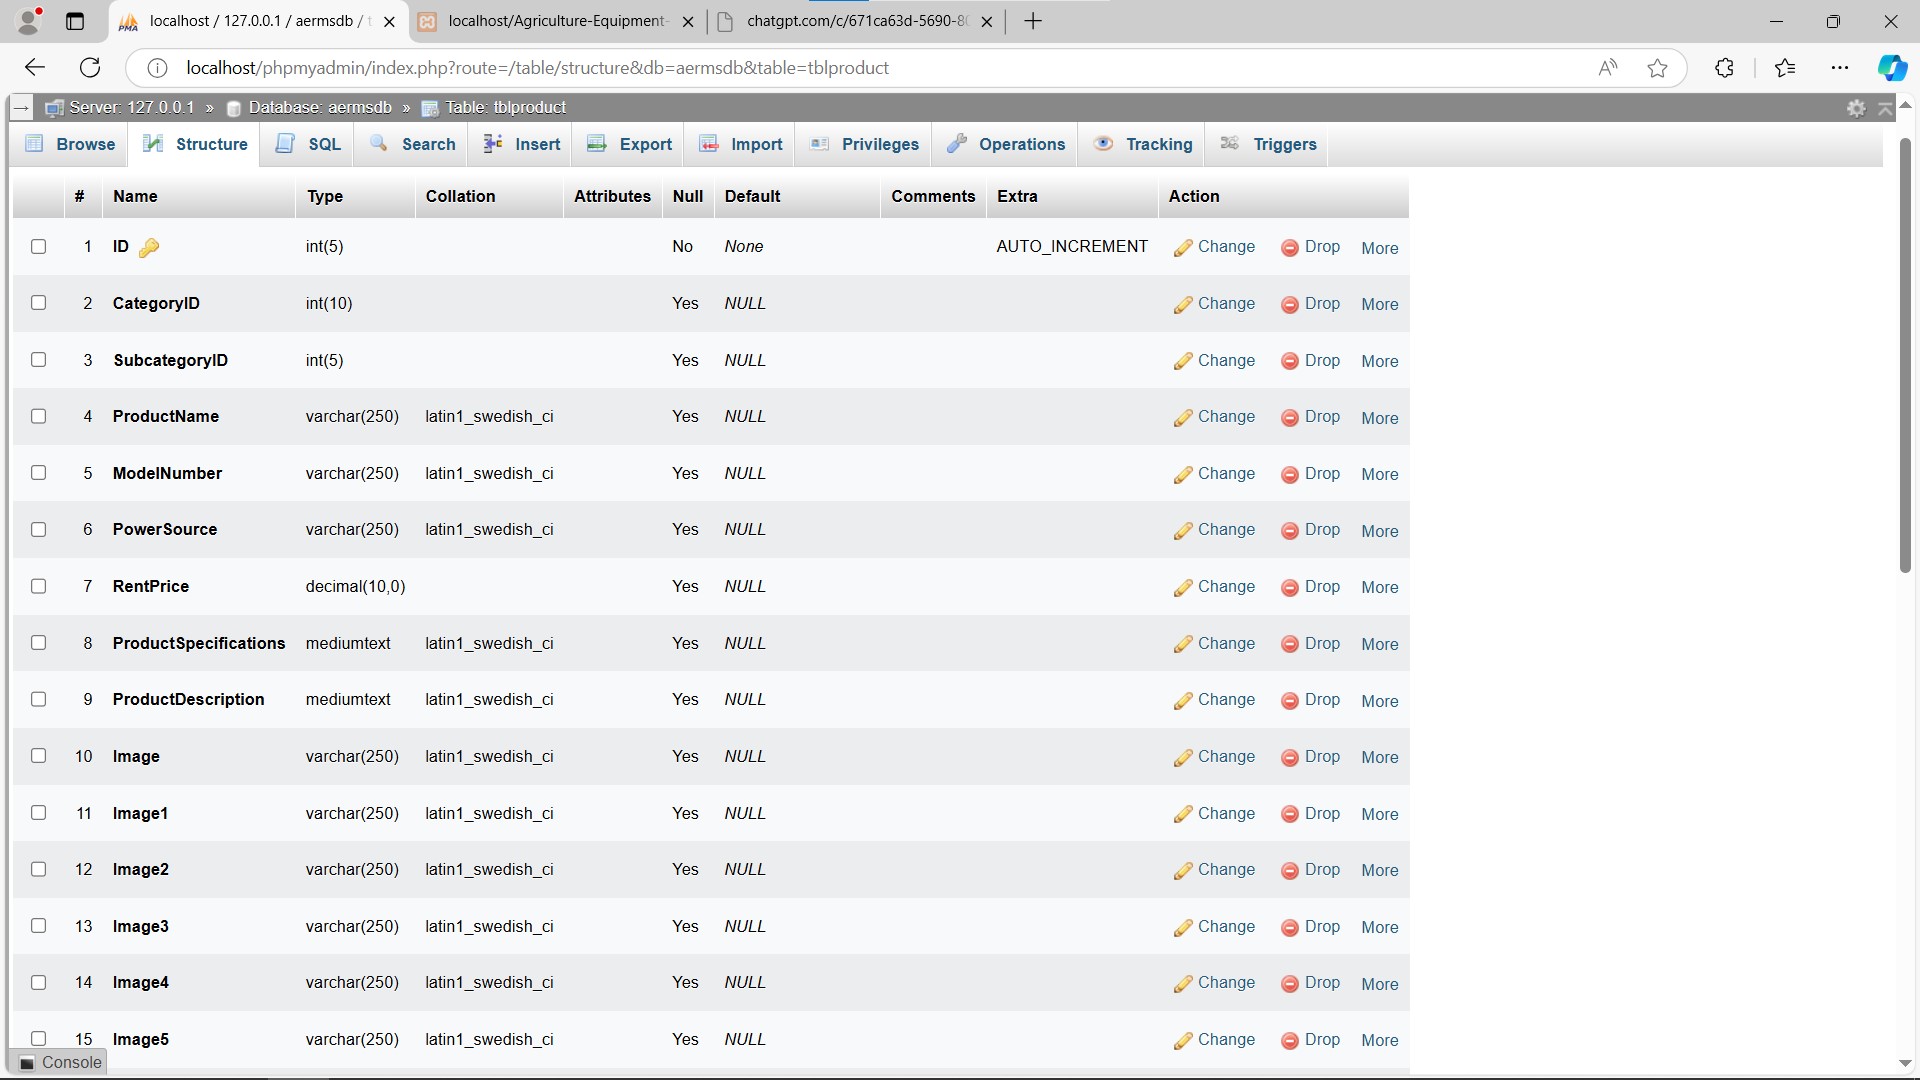 localhost / 127.0.0.1 / aermsdb / t
localhost/Agriculture-Equipment-
chatgpt.com/c/671ca63d-5690-80
localhost/phpmyadmin/index.php?route=/table/structure&db=aermsdb&table=tblproduct
Server: 127.0.0.1 » Database: aermsdb » Table: tblproduct
Browse Structure SQL Search Insert Export Import Privileges Operations Tracking Triggers
# Name Type Collation Attributes Null Default Comments Extra Action
1 ID int(5) No None AUTO_INCREMENT Change Drop More
2 CategoryID int(10) Yes NULL Change Drop More
3 SubcategoryID int(5) Yes NULL Change Drop More
4 ProductName varchar(250) latin1_swedish_ci Yes NULL Change Drop More
5 ModelNumber varchar(250) latin1_swedish_ci Yes NULL Change Drop More
6 PowerSource varchar(250) latin1_swedish_ci Yes NULL Change Drop More
7 RentPrice decimal(10,0) Yes NULL Change Drop More
8 ProductSpecifications mediumtext latin1_swedish_ci Yes NULL Change Drop More
9 ProductDescription mediumtext latin1_swedish_ci Yes NULL Change Drop More
10 Image varchar(250) latin1_swedish_ci Yes NULL Change Drop More
11 Image1 varchar(250) latin1_swedish_ci Yes NULL Change Drop More
12 Image2 varchar(250) latin1_swedish_ci Yes NULL Change Drop More
13 Image3 varchar(250) latin1_swedish_ci Yes NULL Change Drop More
14 Image4 varchar(250) latin1_swedish_ci Yes NULL Change Drop More
15 Image5 varchar(250) latin1_swedish_ci Yes NULL Change Drop More
Console